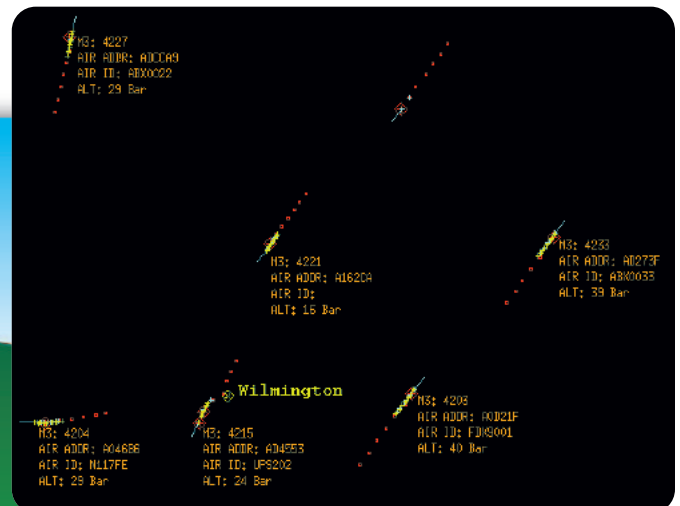 M3: 4227
AIR ADDR: ADCCA9
AIR ID: ABX0022
ALT: 29 Bar
M3: 4221
AIR ADDR: A162CA
AIR ID:
ALT: 16 Bar
M3: 4233
AIR ADDR: AD273F
AIR ID: ABX0033
ALT: 39 Bar
Wilmington
M3: 4203
AIR ADDR: A0D21F
AIR ID: FDX9001
ALT: 40 Bar
M3: 4204
AIR ADDR: A046B6
AIR ID: N117FE
ALT: 29 Bar
M3: 4215
AIR ADDR: AD4553
AIR ID: UPS202
ALT: 24 Bar